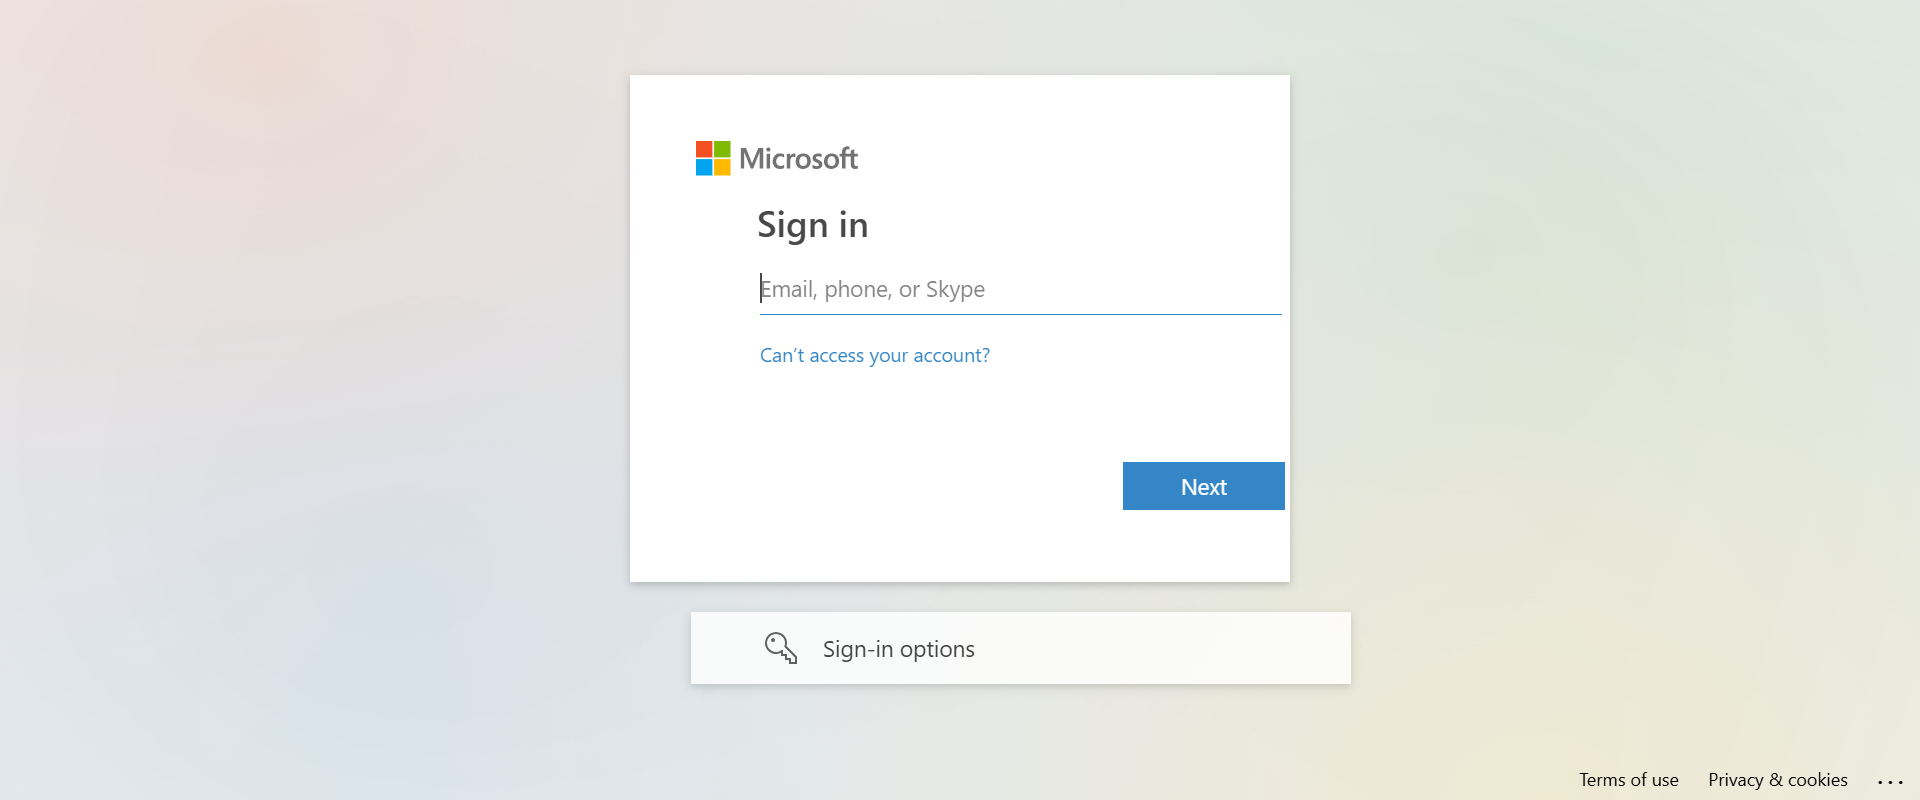 Microsoft
Sign in
Email, phone, or Skype
Can't access your account?
Next
Sign-in options
Terms of use Privacy & cookies ...